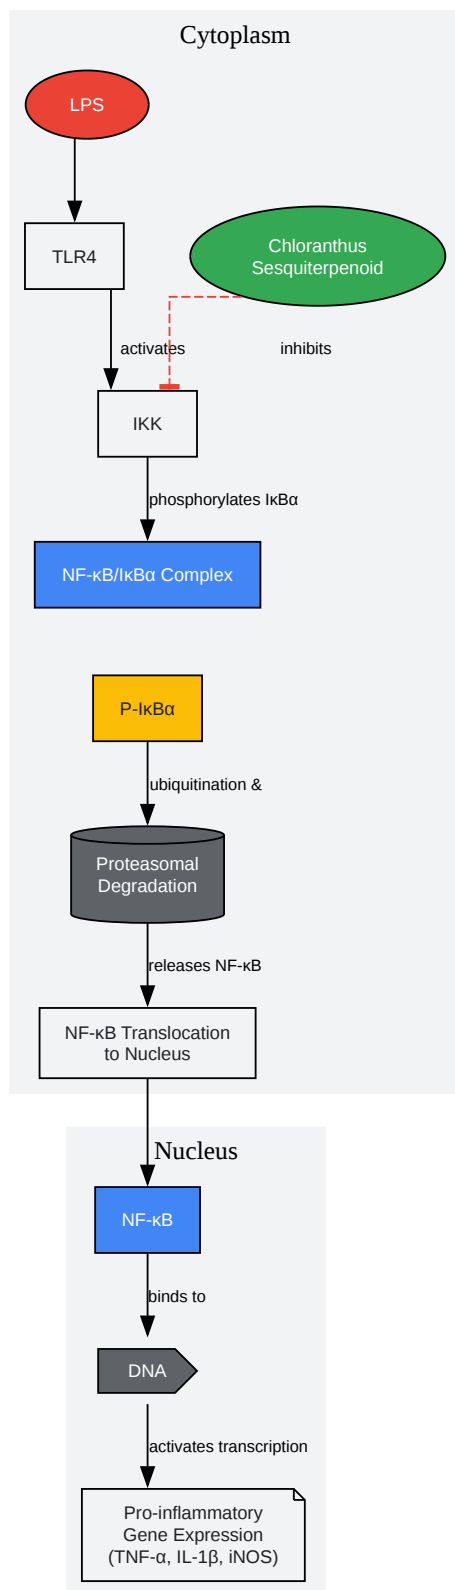 Cytoplasm
LPS
TLR4
Chloranthus
Sesquiterpenoid
activates
inhibits
IKK
phosphorylates IκBα
NF-κB/IκBα Complex
P-IκBα
ubiquitination &
Proteasomal
Degradation
releases NF-κB
NF-κB Translocation
to Nucleus
Nucleus
NF-κB
binds to
DNA
activates transcription
Pro-inflammatory
Gene Expression
(TNF-α, IL-1β, iNOS)